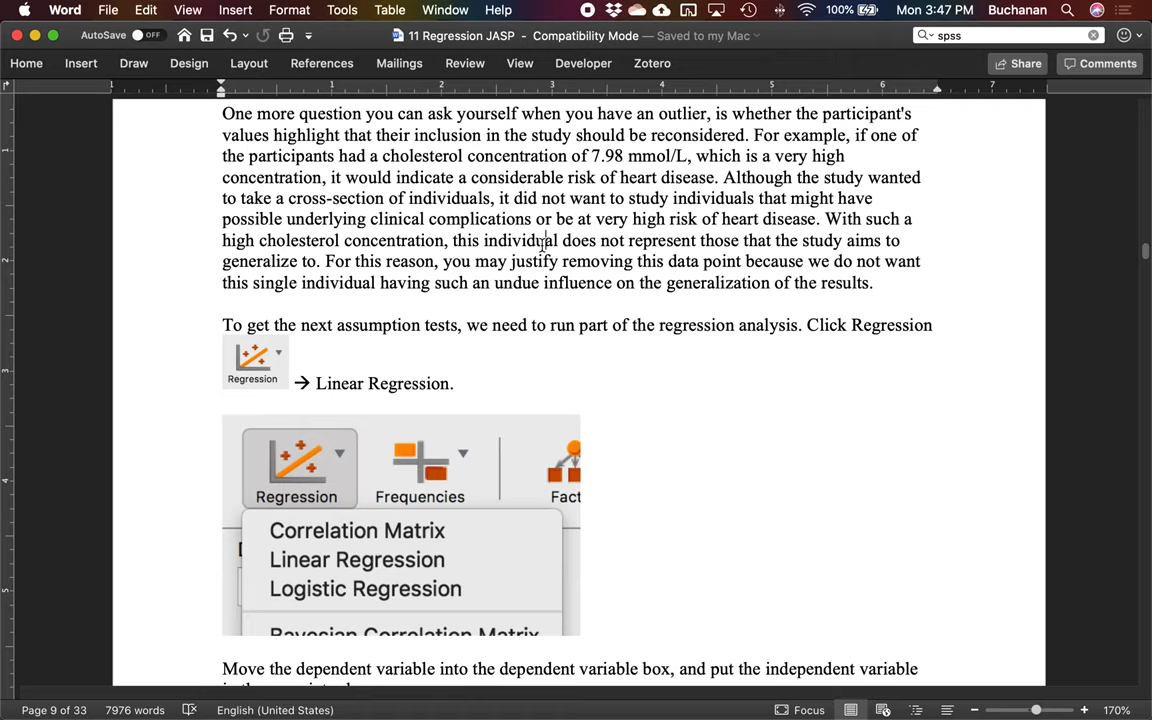 Word File Edit View Insert Format Tools Table Window Help 100% Mon 3:47 PM Buchanan
AutoSave OFF 11 Regression JASP - Compatibility Mode — Saved to my Mac spss
Home Insert Draw Design Layout References Mailings Review View Developer Zotero Share Comments
1 1 2 3 4 5 6 7
One more question you can ask yourself when you have an outlier, is whether the participant's
values highlight that their inclusion in the study should be reconsidered. For example, if one of
the participants had a cholesterol concentration of 7.98 mmol/L, which is a very high
concentration, it would indicate a considerable risk of heart disease. Although the study wanted
to take a cross-section of individuals, it did not want to study individuals that might have
possible underlying clinical complications or be at very high risk of heart disease. With such a
high cholesterol concentration, this individual does not represent those that the study aims to
generalize to. For this reason, you may justify removing this data point because we do not want
this single individual having such an undue influence on the generalization of the results.
To get the next assumption tests, we need to run part of the regression analysis. Click Regression
Regression → Linear Regression.
Regression Frequencies Fact
Correlation Matrix
Linear Regression
Logistic Regression
Bayesian Correlation Matrix
Move the dependent variable into the dependent variable box, and put the independent variable
Page 9 of 33 7976 words English (United States) Focus 170%